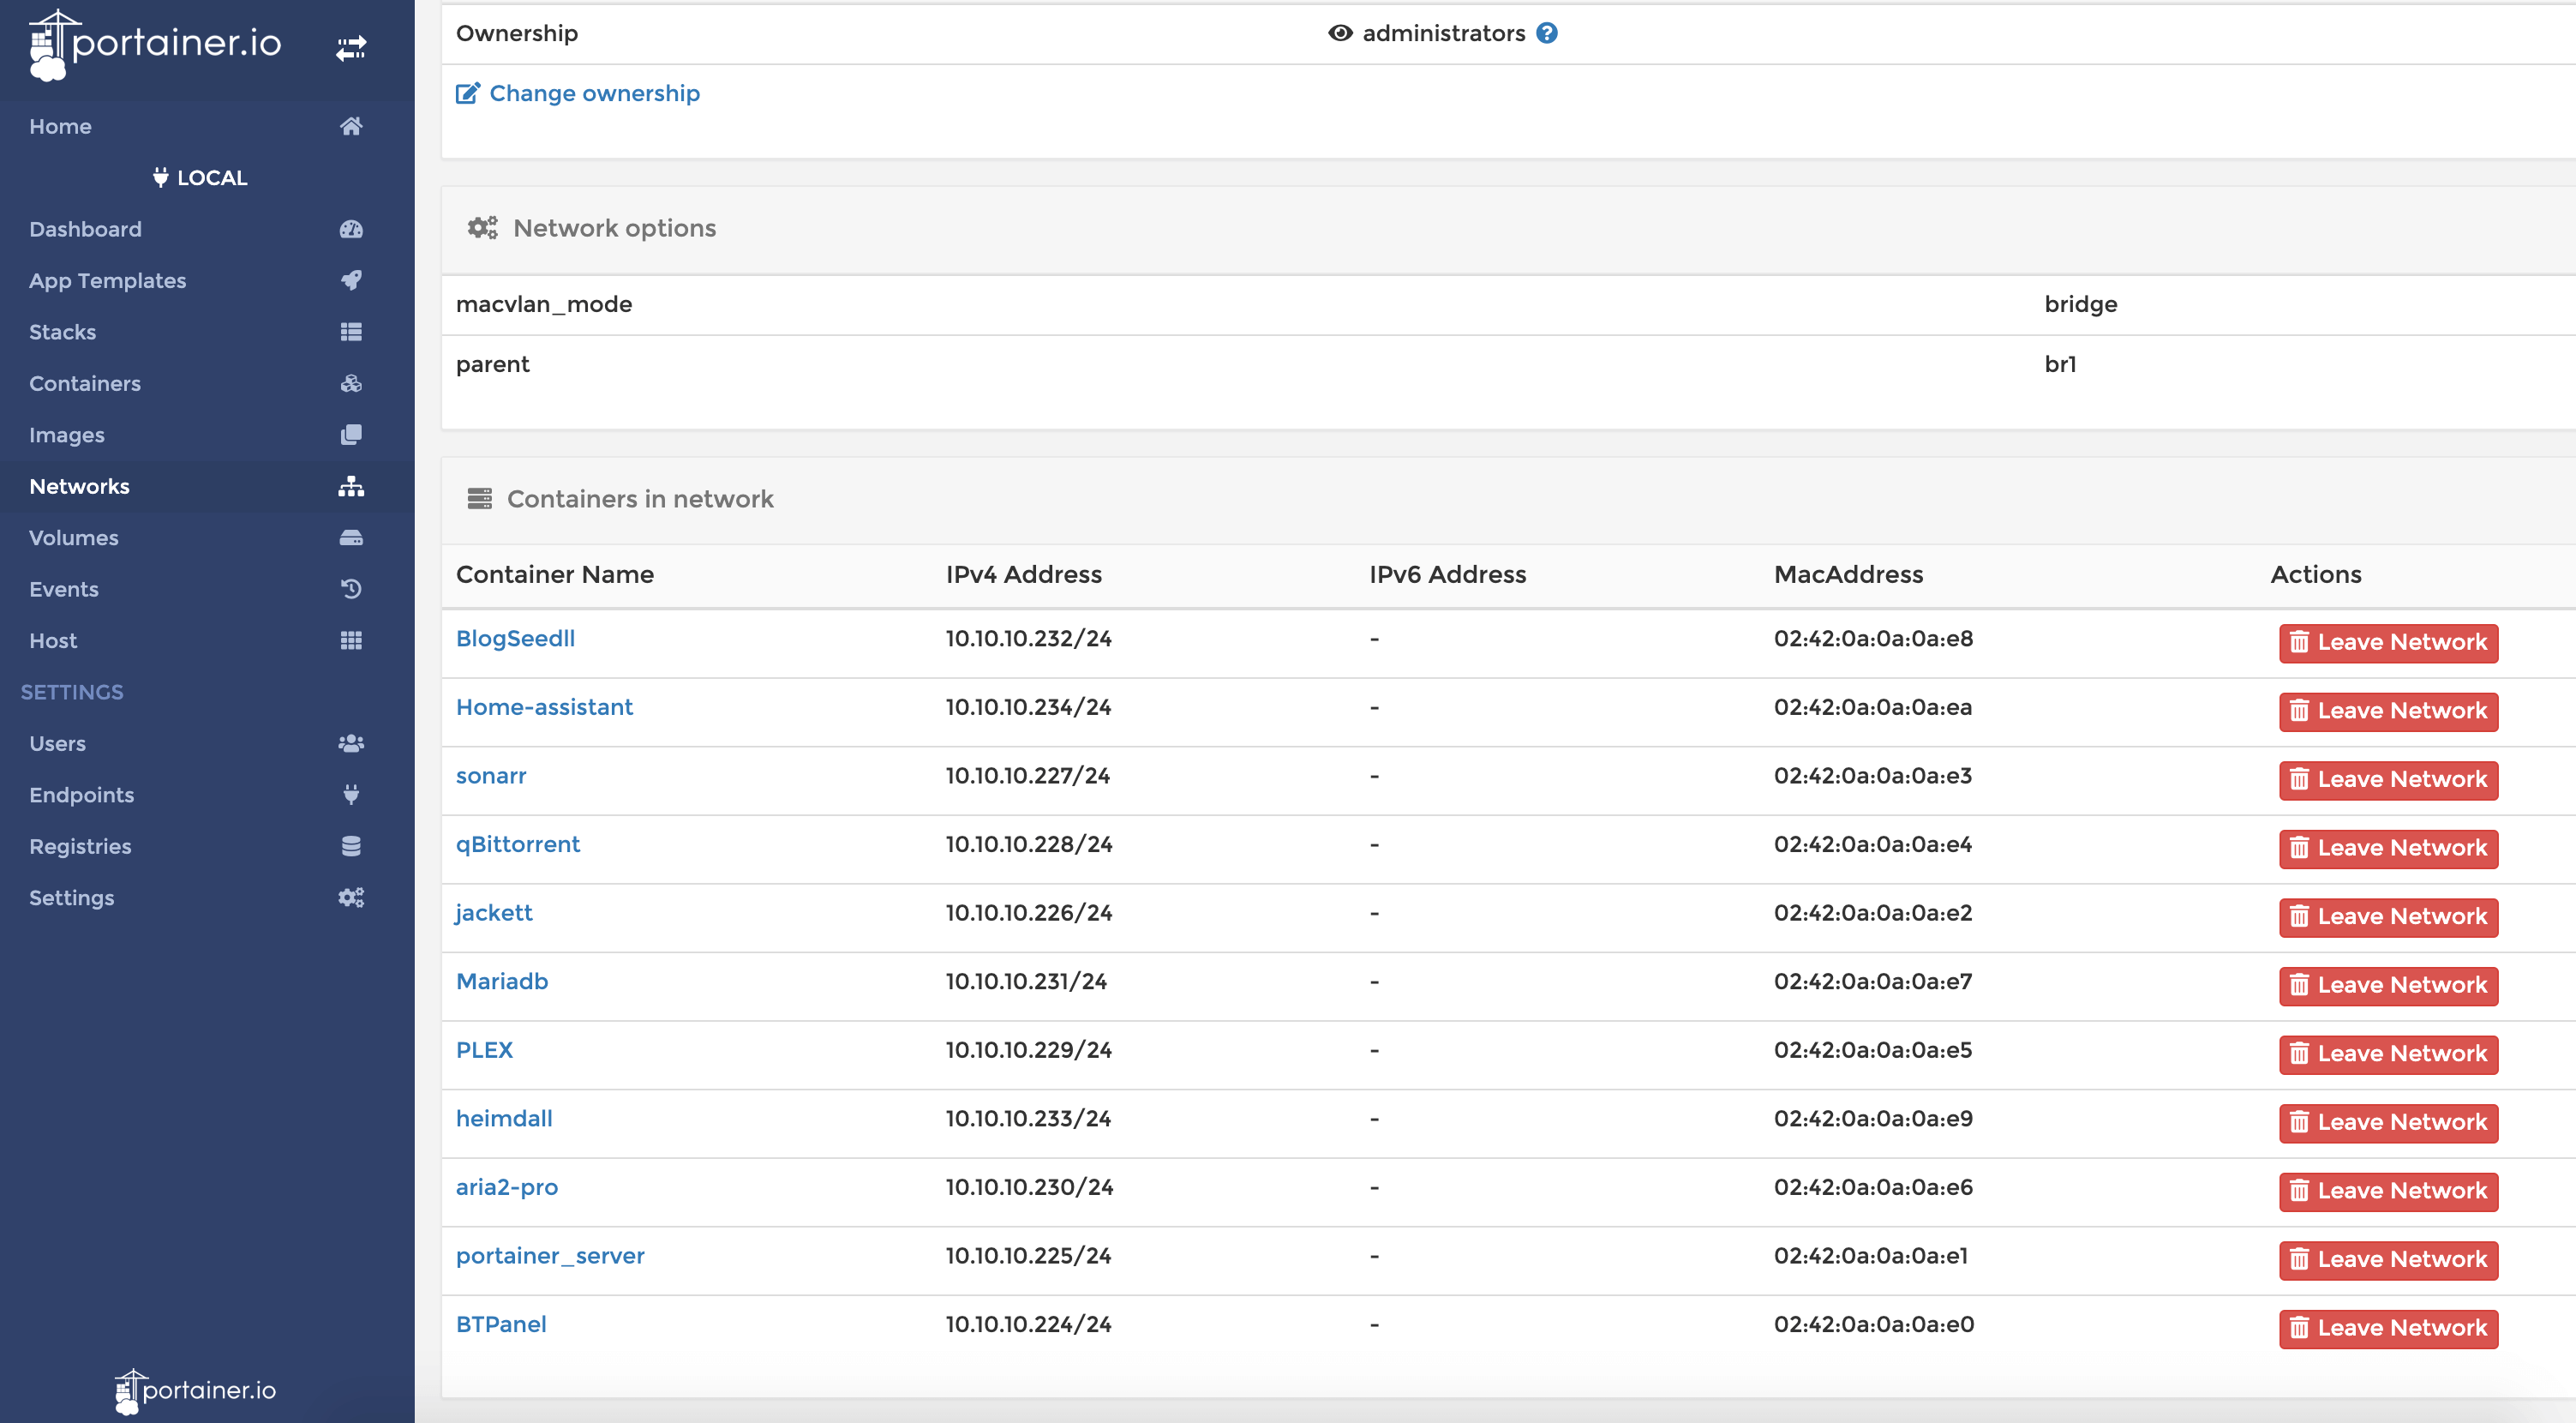 portainer.io
Home
LOCAL
Dashboard
App Templates
Stacks
Containers
Images
Networks
Volumes
Events
Host
SETTINGS
Users
Endpoints
Registries
Settings
portainer.io
Ownership administrators
Change ownership
Network options
macvlan_mode bridge
parent br1
Containers in network
Container Name IPv4 Address IPv6 Address MacAddress Actions
BlogSeedll 10.10.10.232/24 - 02:42:0a:0a:0a:e8 Leave Network
Home-assistant 10.10.10.234/24 - 02:42:0a:0a:0a:ea Leave Network
sonarr 10.10.10.227/24 - 02:42:0a:0a:0a:e3 Leave Network
qBittorrent 10.10.10.228/24 - 02:42:0a:0a:0a:e4 Leave Network
jackett 10.10.10.226/24 - 02:42:0a:0a:0a:e2 Leave Network
Mariadb 10.10.10.231/24 - 02:42:0a:0a:0a:e7 Leave Network
PLEX 10.10.10.229/24 - 02:42:0a:0a:0a:e5 Leave Network
heimdall 10.10.10.233/24 - 02:42:0a:0a:0a:e9 Leave Network
aria2-pro 10.10.10.230/24 - 02:42:0a:0a:0a:e6 Leave Network
portainer_server 10.10.10.225/24 - 02:42:0a:0a:0a:e1 Leave Network
BTPanel 10.10.10.224/24 - 02:42:0a:0a:0a:e0 Leave Network